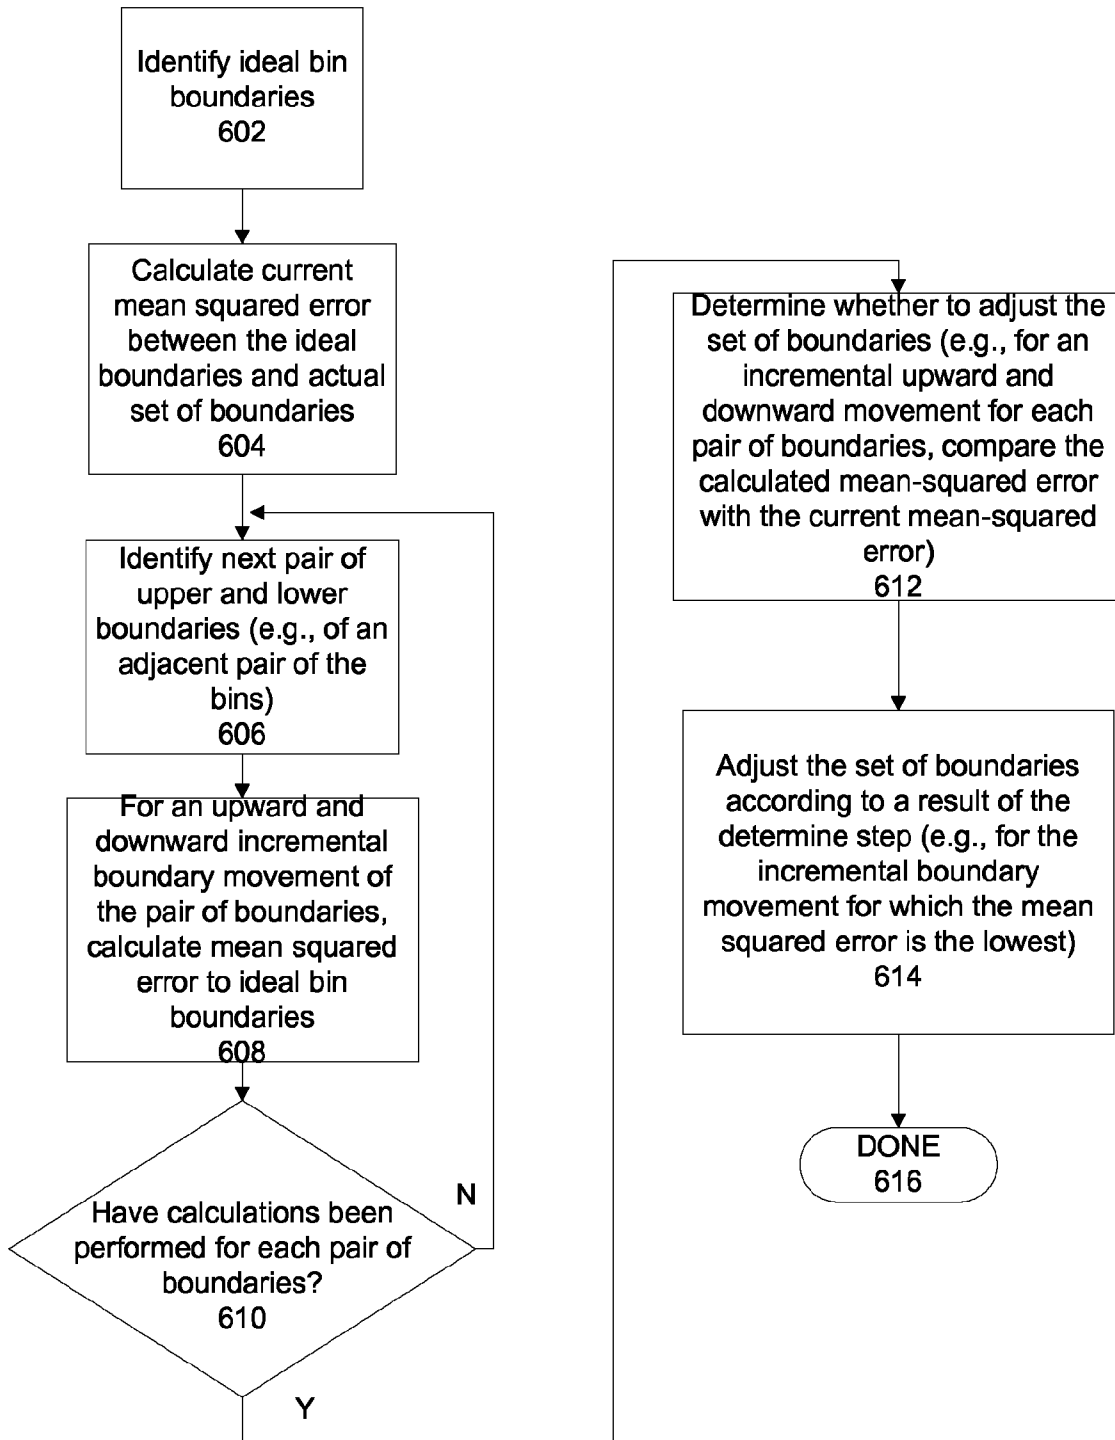 Identify ideal bin
boundaries
602
Calculate current
mean squared error
between the ideal
boundaries and actual
set of boundaries
604
Identify next pair of
upper and lower
boundaries (e.g., of an
adjacent pair of the
bins)
606
For an upward and
downward incremental
boundary movement of
the pair of boundaries,
calculate mean squared
error to ideal bin
boundaries
608
N
Have calculations been
performed for each pair of
boundaries?
610
Y
Determine whether to adjust the
set of boundaries (e.g., for an
incremental upward and
downward movement for each
pair of boundaries, compare the
calculated mean-squared error
with the current mean-squared
error)
612
Adjust the set of boundaries
according to a result of the
determine step (e.g., for the
incremental boundary
movement for which the mean
squared error is the lowest)
614
DONE
616